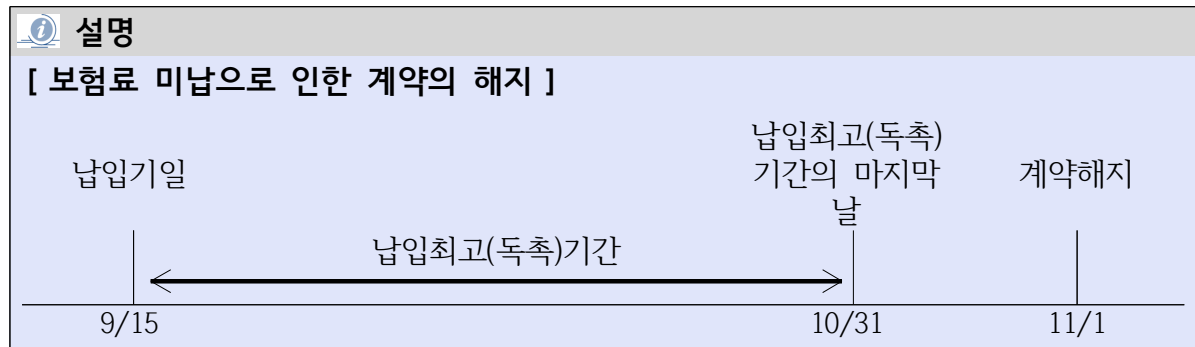 설명
[ 보험료 미납으로 인한 계약의 해지 ]
납입최고(독촉)
납입기일 기간의 마지막 계약해지
날
납입최고(독촉)기간
9/15 10/31 11/1